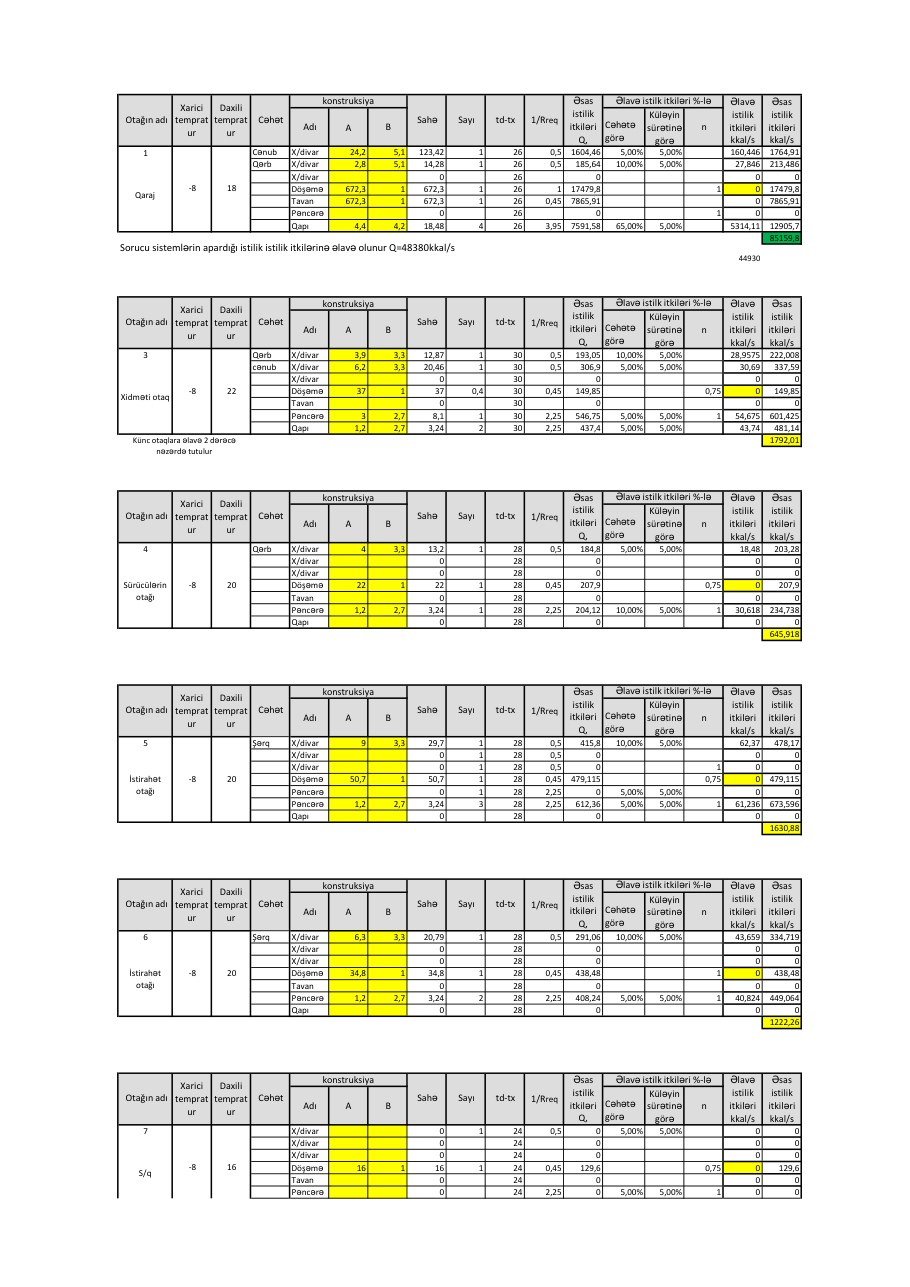 Otağın adı | Xarici tempratur | Daxili tempratur | Cəhət | konstruksiya | Sahə | Sayı | td-tx | 1/Rreq | Əsas istilik itkiləri Q, | Əlavə istilik itkiləri %-lə | Əlavə istilik itkiləri kkal/s | Əsas istilik itkiləri kkal/s
Adı | A | B | Cəhətə görə | Küləyin sürətinə görə | n
1 Qaraj | -8 | 18
Cənub | X/divar | 24,2 | 5,1 | 123,42 | 1 | 26 | 0,5 | 1604,46 | 5,00% | 5,00% | 160,446 | 1764,91
Qərb | X/divar | 2,8 | 5,1 | 14,28 | 1 | 26 | 0,5 | 185,64 | 10,00% | 5,00% | 27,846 | 213,486
X/divar | 0 | 26 | 0 | 0 | 0
Döşəmə | 672,3 | 1 | 672,3 | 1 | 26 | 1 | 17479,8 | 1 | 0 | 17479,8
Tavan | 672,3 | 1 | 672,3 | 1 | 26 | 0,45 | 7865,91 | 0 | 7865,91
Pəncərə | 0 | 26 | 0 | 1 | 0 | 0
Qapı | 4,4 | 4,2 | 18,48 | 4 | 26 | 3,95 | 7591,58 | 65,00% | 5,00% | 5314,11 | 12905,7
85159,8
Sorucu sistemlərin apardığı istilik istilik itkilərinə əlavə olunur Q=48380kkal/s
44930
Otağın adı | Xarici tempratur | Daxili tempratur | Cəhət | konstruksiya | Sahə | Sayı | td-tx | 1/Rreq | Əsas istilik itkiləri Q, | Əlavə istilik itkiləri %-lə | Əlavə istilik itkiləri kkal/s | Əsas istilik itkiləri kkal/s
Adı | A | B | Cəhətə görə | Küləyin sürətinə görə | n
3 Xidməti otaq | -8 | 22
Qərb | X/divar | 3,9 | 3,3 | 12,87 | 1 | 30 | 0,5 | 193,05 | 10,00% | 5,00% | 28,9575 | 222,008
cənub | X/divar | 6,2 | 3,3 | 20,46 | 1 | 30 | 0,5 | 306,9 | 5,00% | 5,00% | 30,69 | 337,59
X/divar | 0 | 30 | 0 | 0 | 0
Döşəmə | 37 | 1 | 37 | 0,4 | 30 | 0,45 | 149,85 | 0,75 | 0 | 149,85
Tavan | 0 | 30 | 0 | 0 | 0
Pəncərə | 3 | 2,7 | 8,1 | 1 | 30 | 2,25 | 546,75 | 5,00% | 5,00% | 1 | 54,675 | 601,425
Qapı | 1,2 | 2,7 | 3,24 | 2 | 30 | 2,25 | 437,4 | 5,00% | 5,00% | 43,74 | 481,14
1792,01
Künc otaqlara əlavə 2 dərəcə
nəzərdə tutulur
Otağın adı | Xarici tempratur | Daxili tempratur | Cəhət | konstruksiya | Sahə | Sayı | td-tx | 1/Rreq | Əsas istilik itkiləri Q, | Əlavə istilik itkiləri %-lə | Əlavə istilik itkiləri kkal/s | Əsas istilik itkiləri kkal/s
Adı | A | B | Cəhətə görə | Küləyin sürətinə görə | n
4 Sürücülərin otağı | -8 | 20
Qərb | X/divar | 4 | 3,3 | 13,2 | 1 | 28 | 0,5 | 184,8 | 5,00% | 5,00% | 18,48 | 203,28
X/divar | 0 | 28 | 0 | 0 | 0
X/divar | 0 | 28 | 0 | 0 | 0
Döşəmə | 22 | 1 | 22 | 1 | 28 | 0,45 | 207,9 | 0,75 | 0 | 207,9
Tavan | 0 | 28 | 0 | 0 | 0
Pəncərə | 1,2 | 2,7 | 3,24 | 1 | 28 | 2,25 | 204,12 | 10,00% | 5,00% | 1 | 30,618 | 234,738
Qapı | 0 | 28 | 0 | 0 | 0
645,918
Otağın adı | Xarici tempratur | Daxili tempratur | Cəhət | konstruksiya | Sahə | Sayı | td-tx | 1/Rreq | Əsas istilik itkiləri Q, | Əlavə istilik itkiləri %-lə | Əlavə istilik itkiləri kkal/s | Əsas istilik itkiləri kkal/s
Adı | A | B | Cəhətə görə | Küləyin sürətinə görə | n
5 İstirahət otağı | -8 | 20
Şərq | X/divar | 9 | 3,3 | 29,7 | 1 | 28 | 0,5 | 415,8 | 10,00% | 5,00% | 62,37 | 478,17
X/divar | 0 | 1 | 28 | 0,5 | 0 | 0 | 0
X/divar | 0 | 1 | 28 | 0,5 | 0 | 1 | 0 | 0
Döşəmə | 50,7 | 1 | 50,7 | 1 | 28 | 0,45 | 479,115 | 0,75 | 0 | 479,115
Pəncərə | 0 | 1 | 28 | 2,25 | 0 | 5,00% | 5,00% | 0 | 0
Pəncərə | 1,2 | 2,7 | 3,24 | 3 | 28 | 2,25 | 612,36 | 5,00% | 5,00% | 1 | 61,236 | 673,596
Qapı | 0 | 28 | 0 | 0 | 0
1630,88
Otağın adı | Xarici tempratur | Daxili tempratur | Cəhət | konstruksiya | Sahə | Sayı | td-tx | 1/Rreq | Əsas istilik itkiləri Q, | Əlavə istilik itkiləri %-lə | Əlavə istilik itkiləri kkal/s | Əsas istilik itkiləri kkal/s
Adı | A | B | Cəhətə görə | Küləyin sürətinə görə | n
6 İstirahət otağı | -8 | 20
Şərq | X/divar | 6,3 | 3,3 | 20,79 | 1 | 28 | 0,5 | 291,06 | 10,00% | 5,00% | 43,659 | 334,719
X/divar | 0 | 28 | 0 | 0 | 0
X/divar | 0 | 28 | 0 | 0 | 0
Döşəmə | 34,8 | 1 | 34,8 | 1 | 28 | 0,45 | 438,48 | 1 | 0 | 438,48
Tavan | 0 | 28 | 0 | 0 | 0
Pəncərə | 1,2 | 2,7 | 3,24 | 2 | 28 | 2,25 | 408,24 | 5,00% | 5,00% | 1 | 40,824 | 449,064
Qapı | 0 | 28 | 0 | 0 | 0
1222,26
Otağın adı | Xarici tempratur | Daxili tempratur | Cəhət | konstruksiya | Sahə | Sayı | td-tx | 1/Rreq | Əsas istilik itkiləri Q, | Əlavə istilik itkiləri %-lə | Əlavə istilik itkiləri kkal/s | Əsas istilik itkiləri kkal/s
Adı | A | B | Cəhətə görə | Küləyin sürətinə görə | n
7 S/q | -8 | 16
X/divar | 0 | 1 | 24 | 0,5 | 0 | 5,00% | 5,00% | 0 | 0
X/divar | 0 | 24 | 0 | 0 | 0
X/divar | 0 | 24 | 0 | 0 | 0
Döşəmə | 16 | 1 | 16 | 1 | 24 | 0,45 | 129,6 | 0,75 | 0 | 129,6
Tavan | 0 | 24 | 0 | 0 | 0
Pəncərə | 0 | 24 | 2,25 | 0 | 5,00% | 5,00% | 1 | 0 | 0